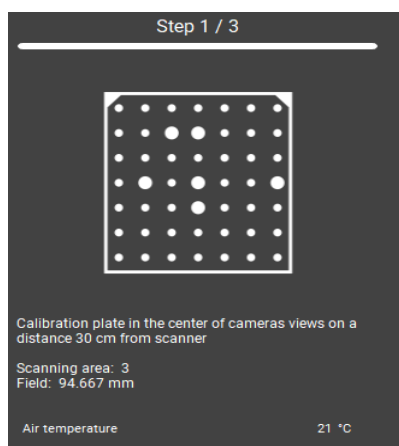 Step 1 / 3
Calibration plate in the center of cameras views on a
distance 30 cm from scanner
Scanning area: 3
Field: 94.667 mm
Air temperature 21 °C